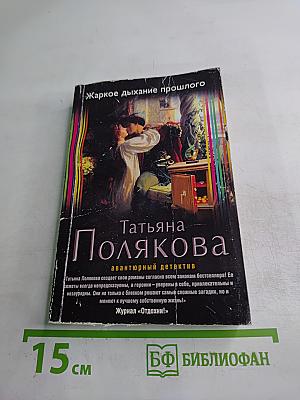 Жаркое дыхание прошлого
Татьяна
Полякова
авантюрный детектив
Татьяна Полякова создает свои романы согласно всем законам бестселлера! Ее
сюжеты всегда непредсказуемы, а героини – уверены в себе, привлекательны и
незаурядны. Они не только с блеском решают самые сложные загадки, но и
меняют к лучшему собственную жизнь!
Журнал «Отдохни!»
15 см
БФ БИБЛИОФАН